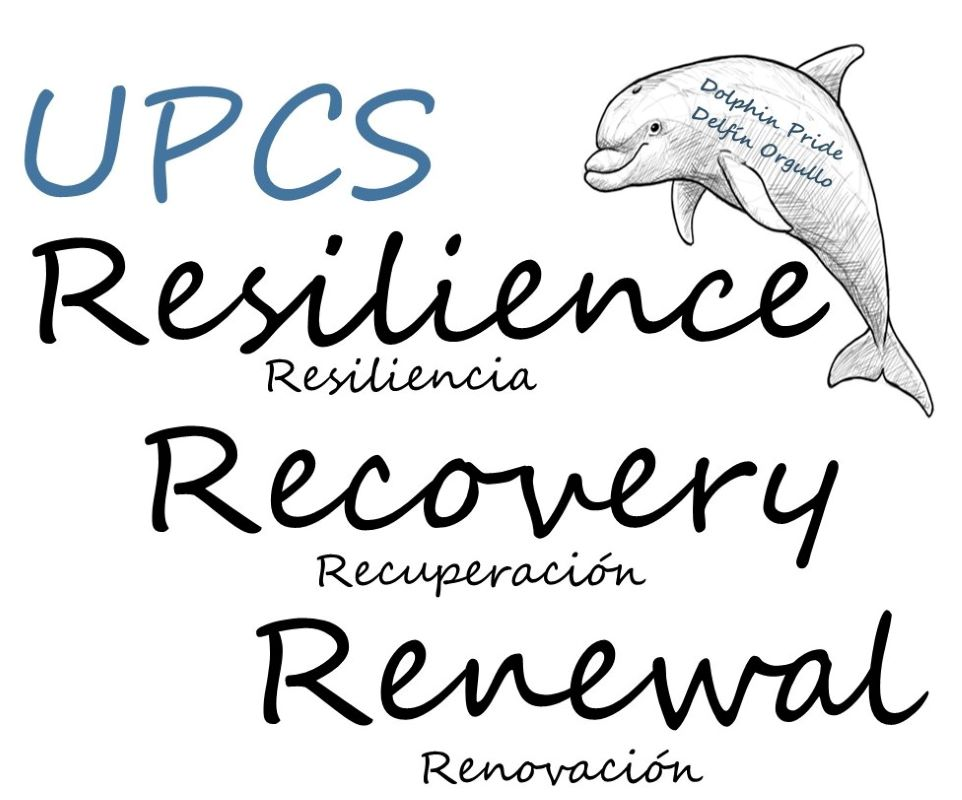 UPCS
Dolphin Pride
Delfín Orgullo
Resilience
Resiliencia
Recovery
Recuperación
Renewal
Renovación